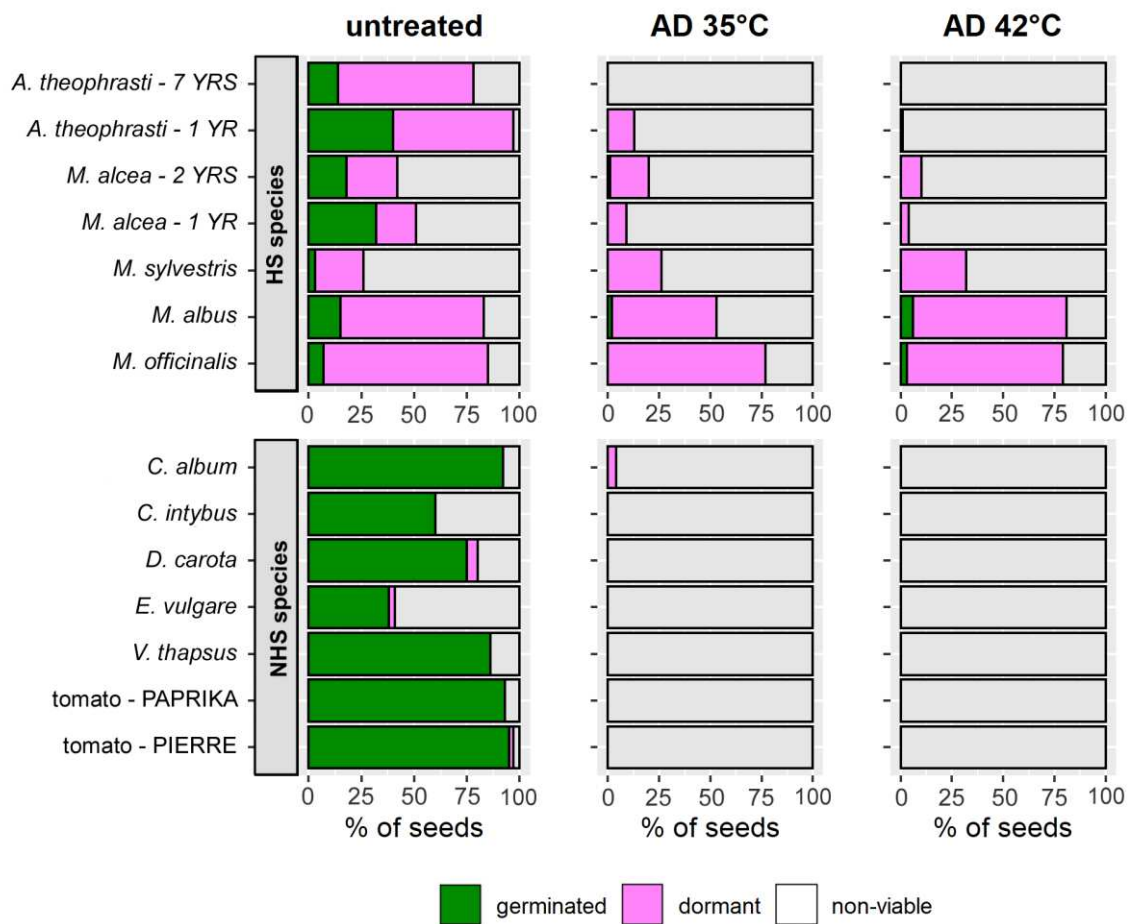 untreated AD 35°C AD 42°C
HS species
A. theophrasti - 7 YRS
A. theophrasti - 1 YR
M. alcea - 2 YRS
M. alcea - 1 YR
M. sylvestris
M. albus
M. officinalis
0 25 50 75 100 0 25 50 75 100 0 25 50 75 100
NHS species
C. album
C. intybus
D. carota
E. vulgare
V. thapsus
tomato - PAPRIKA
tomato - PIERRE
0 25 50 75 100 0 25 50 75 100 0 25 50 75 100
% of seeds % of seeds % of seeds
germinated dormant non-viable